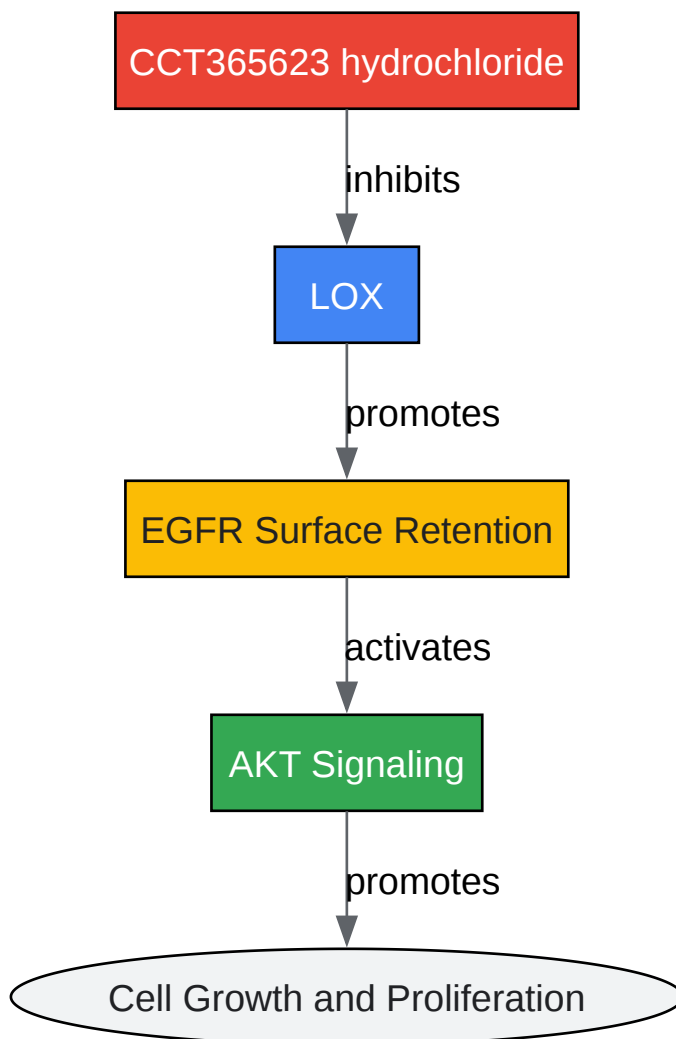 CCT365623 hydrochloride
inhibits
LOX
promotes
EGFR Surface Retention
activates
AKT Signaling
promotes
Cell Growth and Proliferation